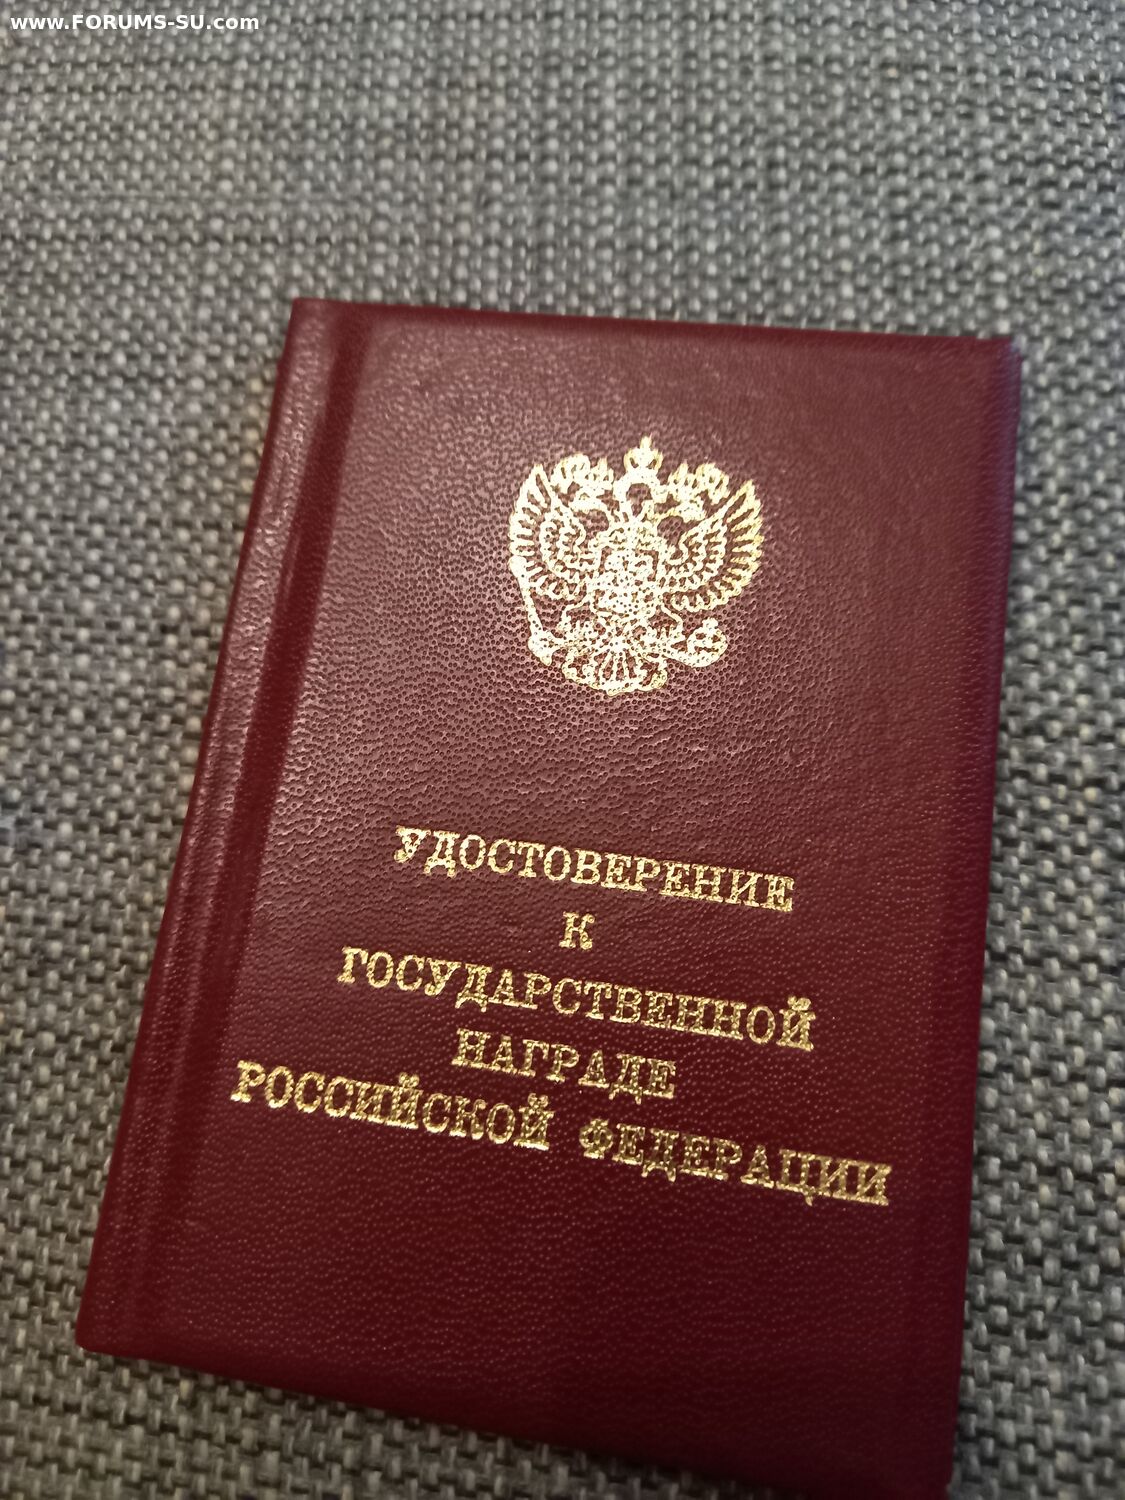 www.FORUMS-SU.com
УДОСТОВЕРЕНИЕ
К
ГОСУДАРСТВЕННОЙ
НАГРАДЕ
РОССИЙСКОЙ ФЕДЕРАЦИИ